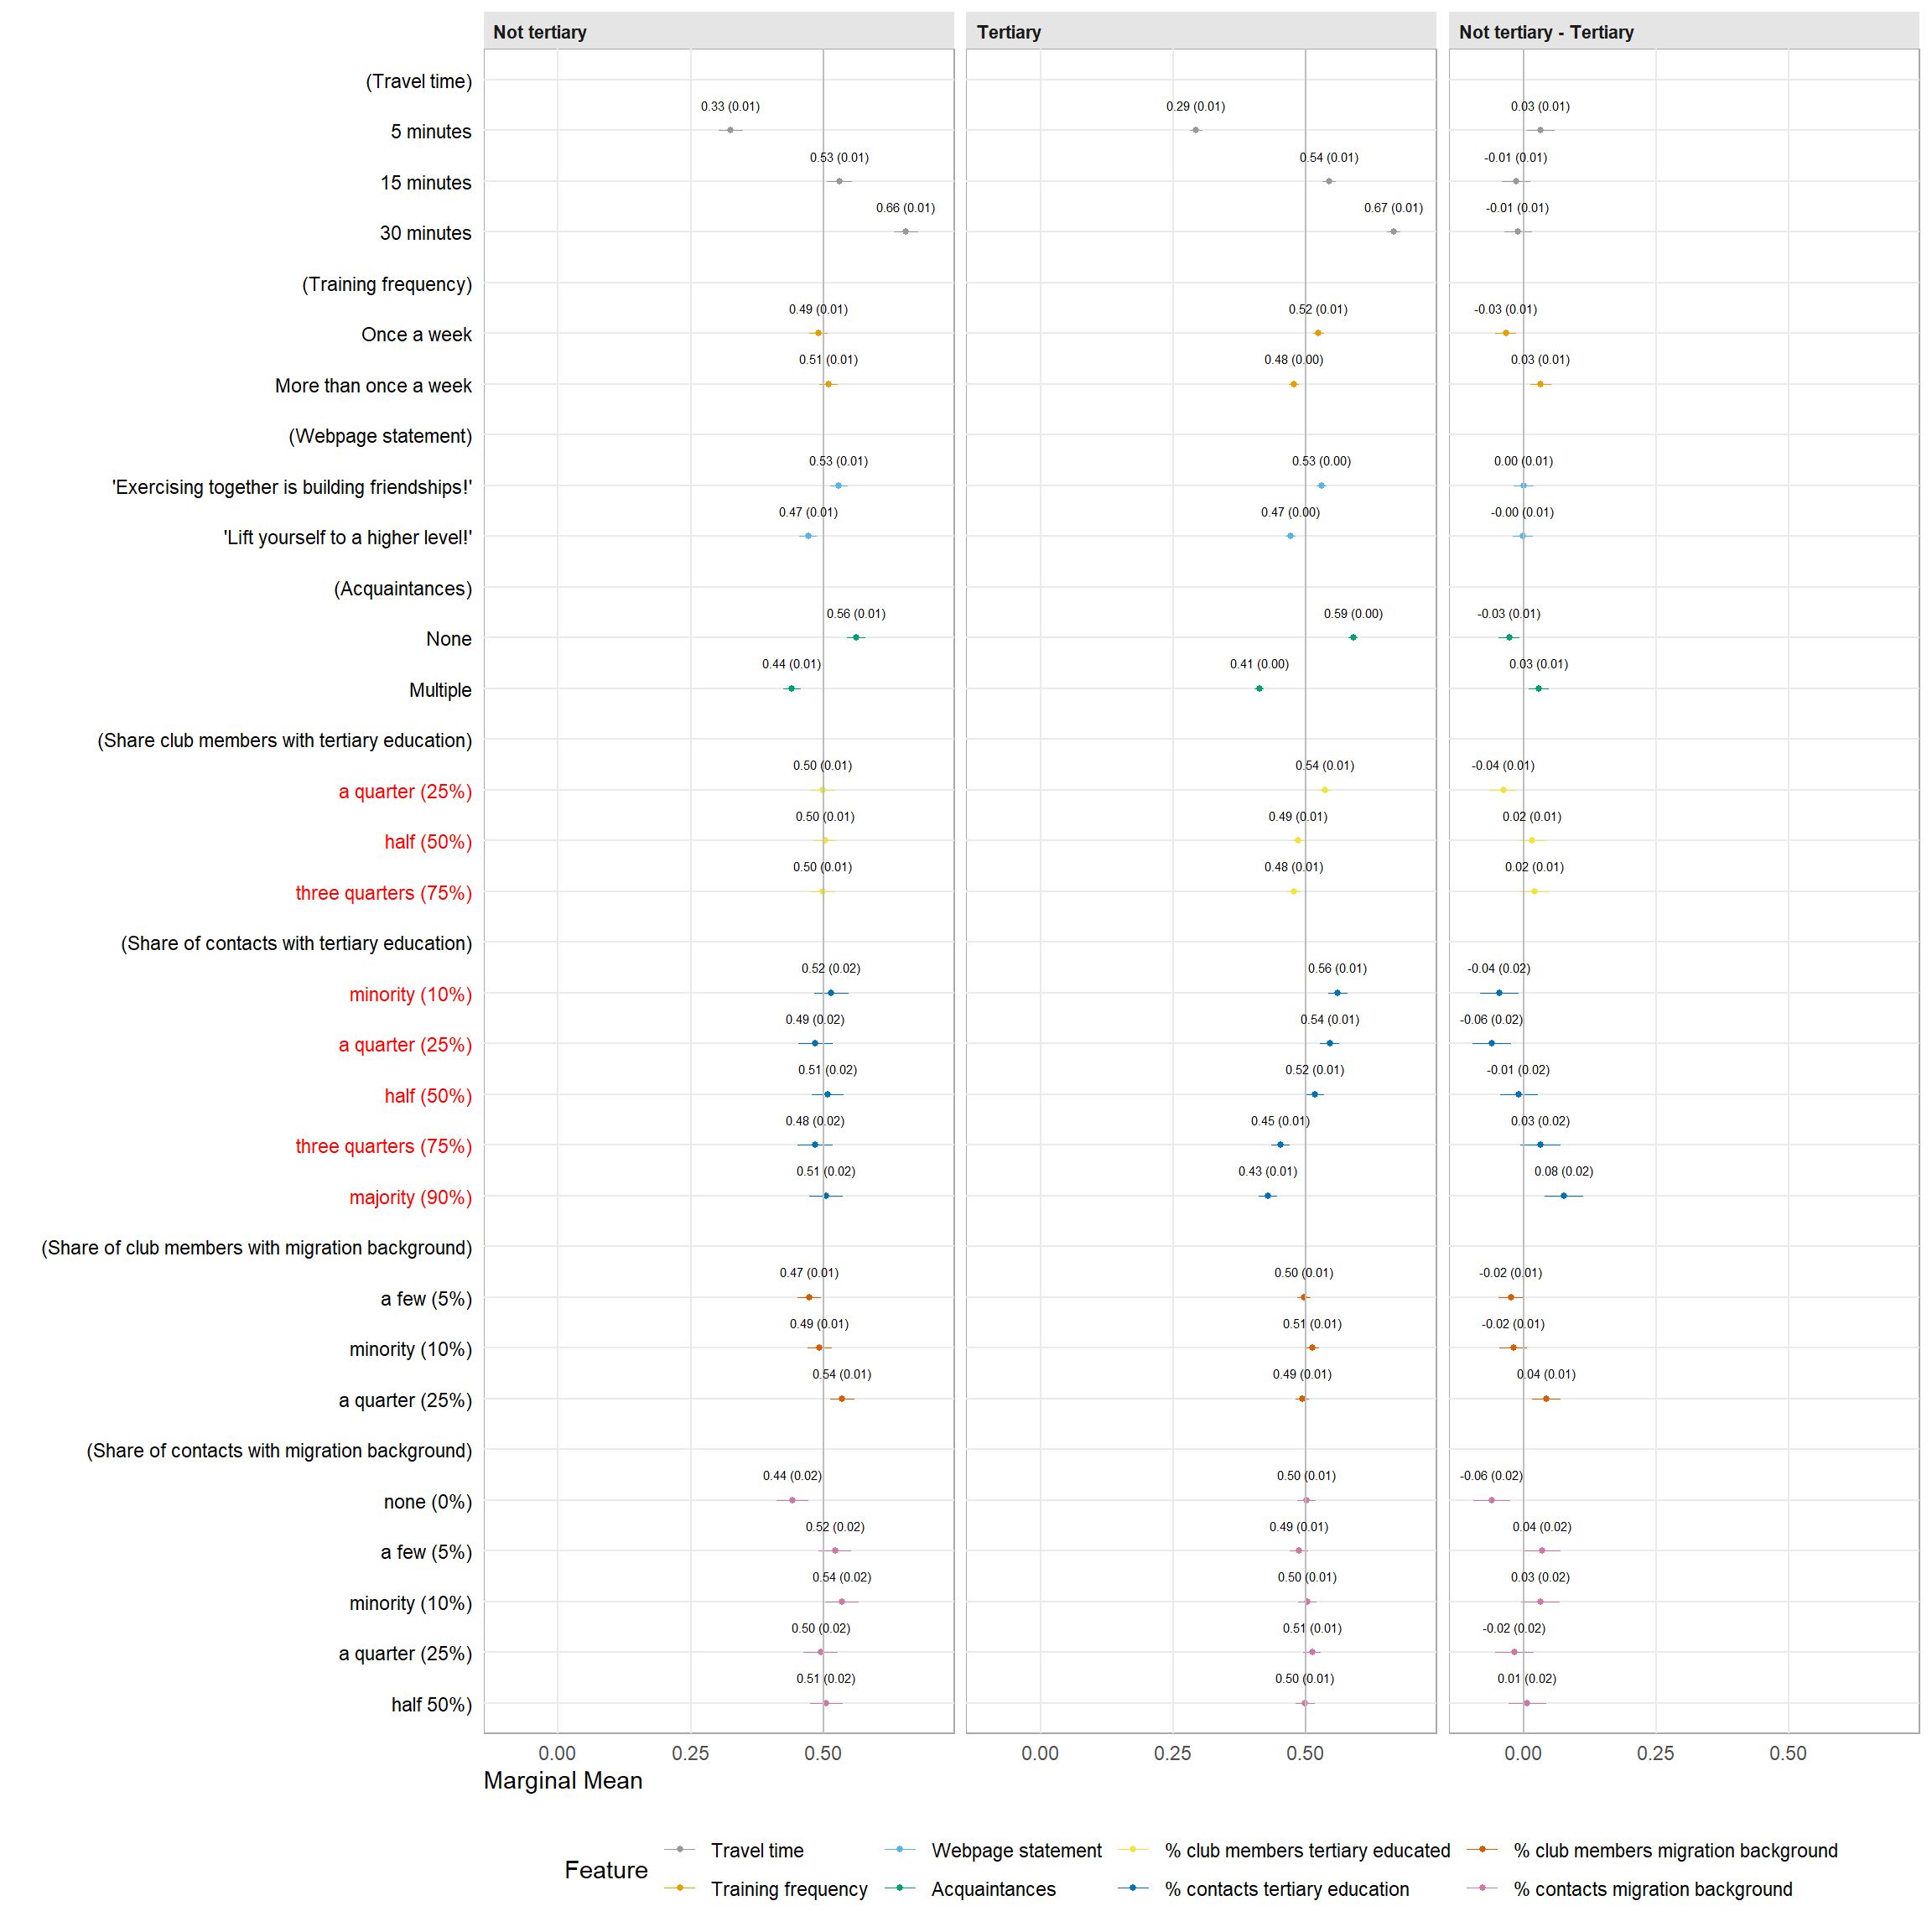 Not tertiary Tertiary Not tertiary - Tertiary
(Travel time)
0.33 (0.01) 0.29 (0.01) 0.03 (0.01)
5 minutes
0.53 (0.01) 0.54 (0.01) -0.01 (0.01)
15 minutes
0.66 (0.01) 0.67 (0.01) -0.01 (0.01)
30 minutes
(Training frequency)
0.49 (0.01) 0.52 (0.01) -0.03 (0.01)
Once a week
0.51 (0.01) 0.48 (0.00) 0.03 (0.01)
More than once a week
(Webpage statement)
0.53 (0.01) 0.53 (0.00) 0.00 (0.01)
'Exercising together is building friendships!'
0.47 (0.01) 0.47 (0.00) -0.00 (0.01)
'Lift yourself to a higher level!'
(Acquaintances)
0.56 (0.01) 0.59 (0.00) -0.03 (0.01)
None
0.44 (0.01) 0.41 (0.00) 0.03 (0.01)
Multiple
(Share club members with tertiary education)
0.50 (0.01) 0.54 (0.01) -0.04 (0.01)
a quarter (25%)
0.50 (0.01) 0.49 (0.01) 0.02 (0.01)
half (50%)
0.50 (0.01) 0.48 (0.01) 0.02 (0.01)
three quarters (75%)
(Share of contacts with tertiary education)
0.52 (0.02) 0.56 (0.01) -0.04 (0.02)
minority (10%)
0.49 (0.02) 0.54 (0.01) -0.06 (0.02)
a quarter (25%)
0.51 (0.02) 0.52 (0.01) -0.01 (0.02)
half (50%)
0.48 (0.02) 0.45 (0.01) 0.03 (0.02)
three quarters (75%)
0.51 (0.02) 0.43 (0.01) 0.08 (0.02)
majority (90%)
(Share of club members with migration background)
0.47 (0.01) 0.50 (0.01) -0.02 (0.01)
a few (5%)
0.49 (0.01) 0.51 (0.01) -0.02 (0.01)
minority (10%)
0.54 (0.01) 0.49 (0.01) 0.04 (0.01)
a quarter (25%)
(Share of contacts with migration background)
0.44 (0.02) 0.50 (0.01) -0.06 (0.02)
none (0%)
0.52 (0.02) 0.49 (0.01) 0.04 (0.02)
a few (5%)
0.54 (0.02) 0.50 (0.01) 0.03 (0.02)
minority (10%)
0.50 (0.02) 0.51 (0.01) -0.02 (0.02)
a quarter (25%)
0.51 (0.02) 0.50 (0.01) 0.01 (0.02)
half 50%)
0.00 0.25 0.50 0.00 0.25 0.50 0.00 0.25 0.50
Marginal Mean
Feature
Travel time Webpage statement % club members tertiary educated % club members migration background
Training frequency Acquaintances % contacts tertiary education % contacts migration background